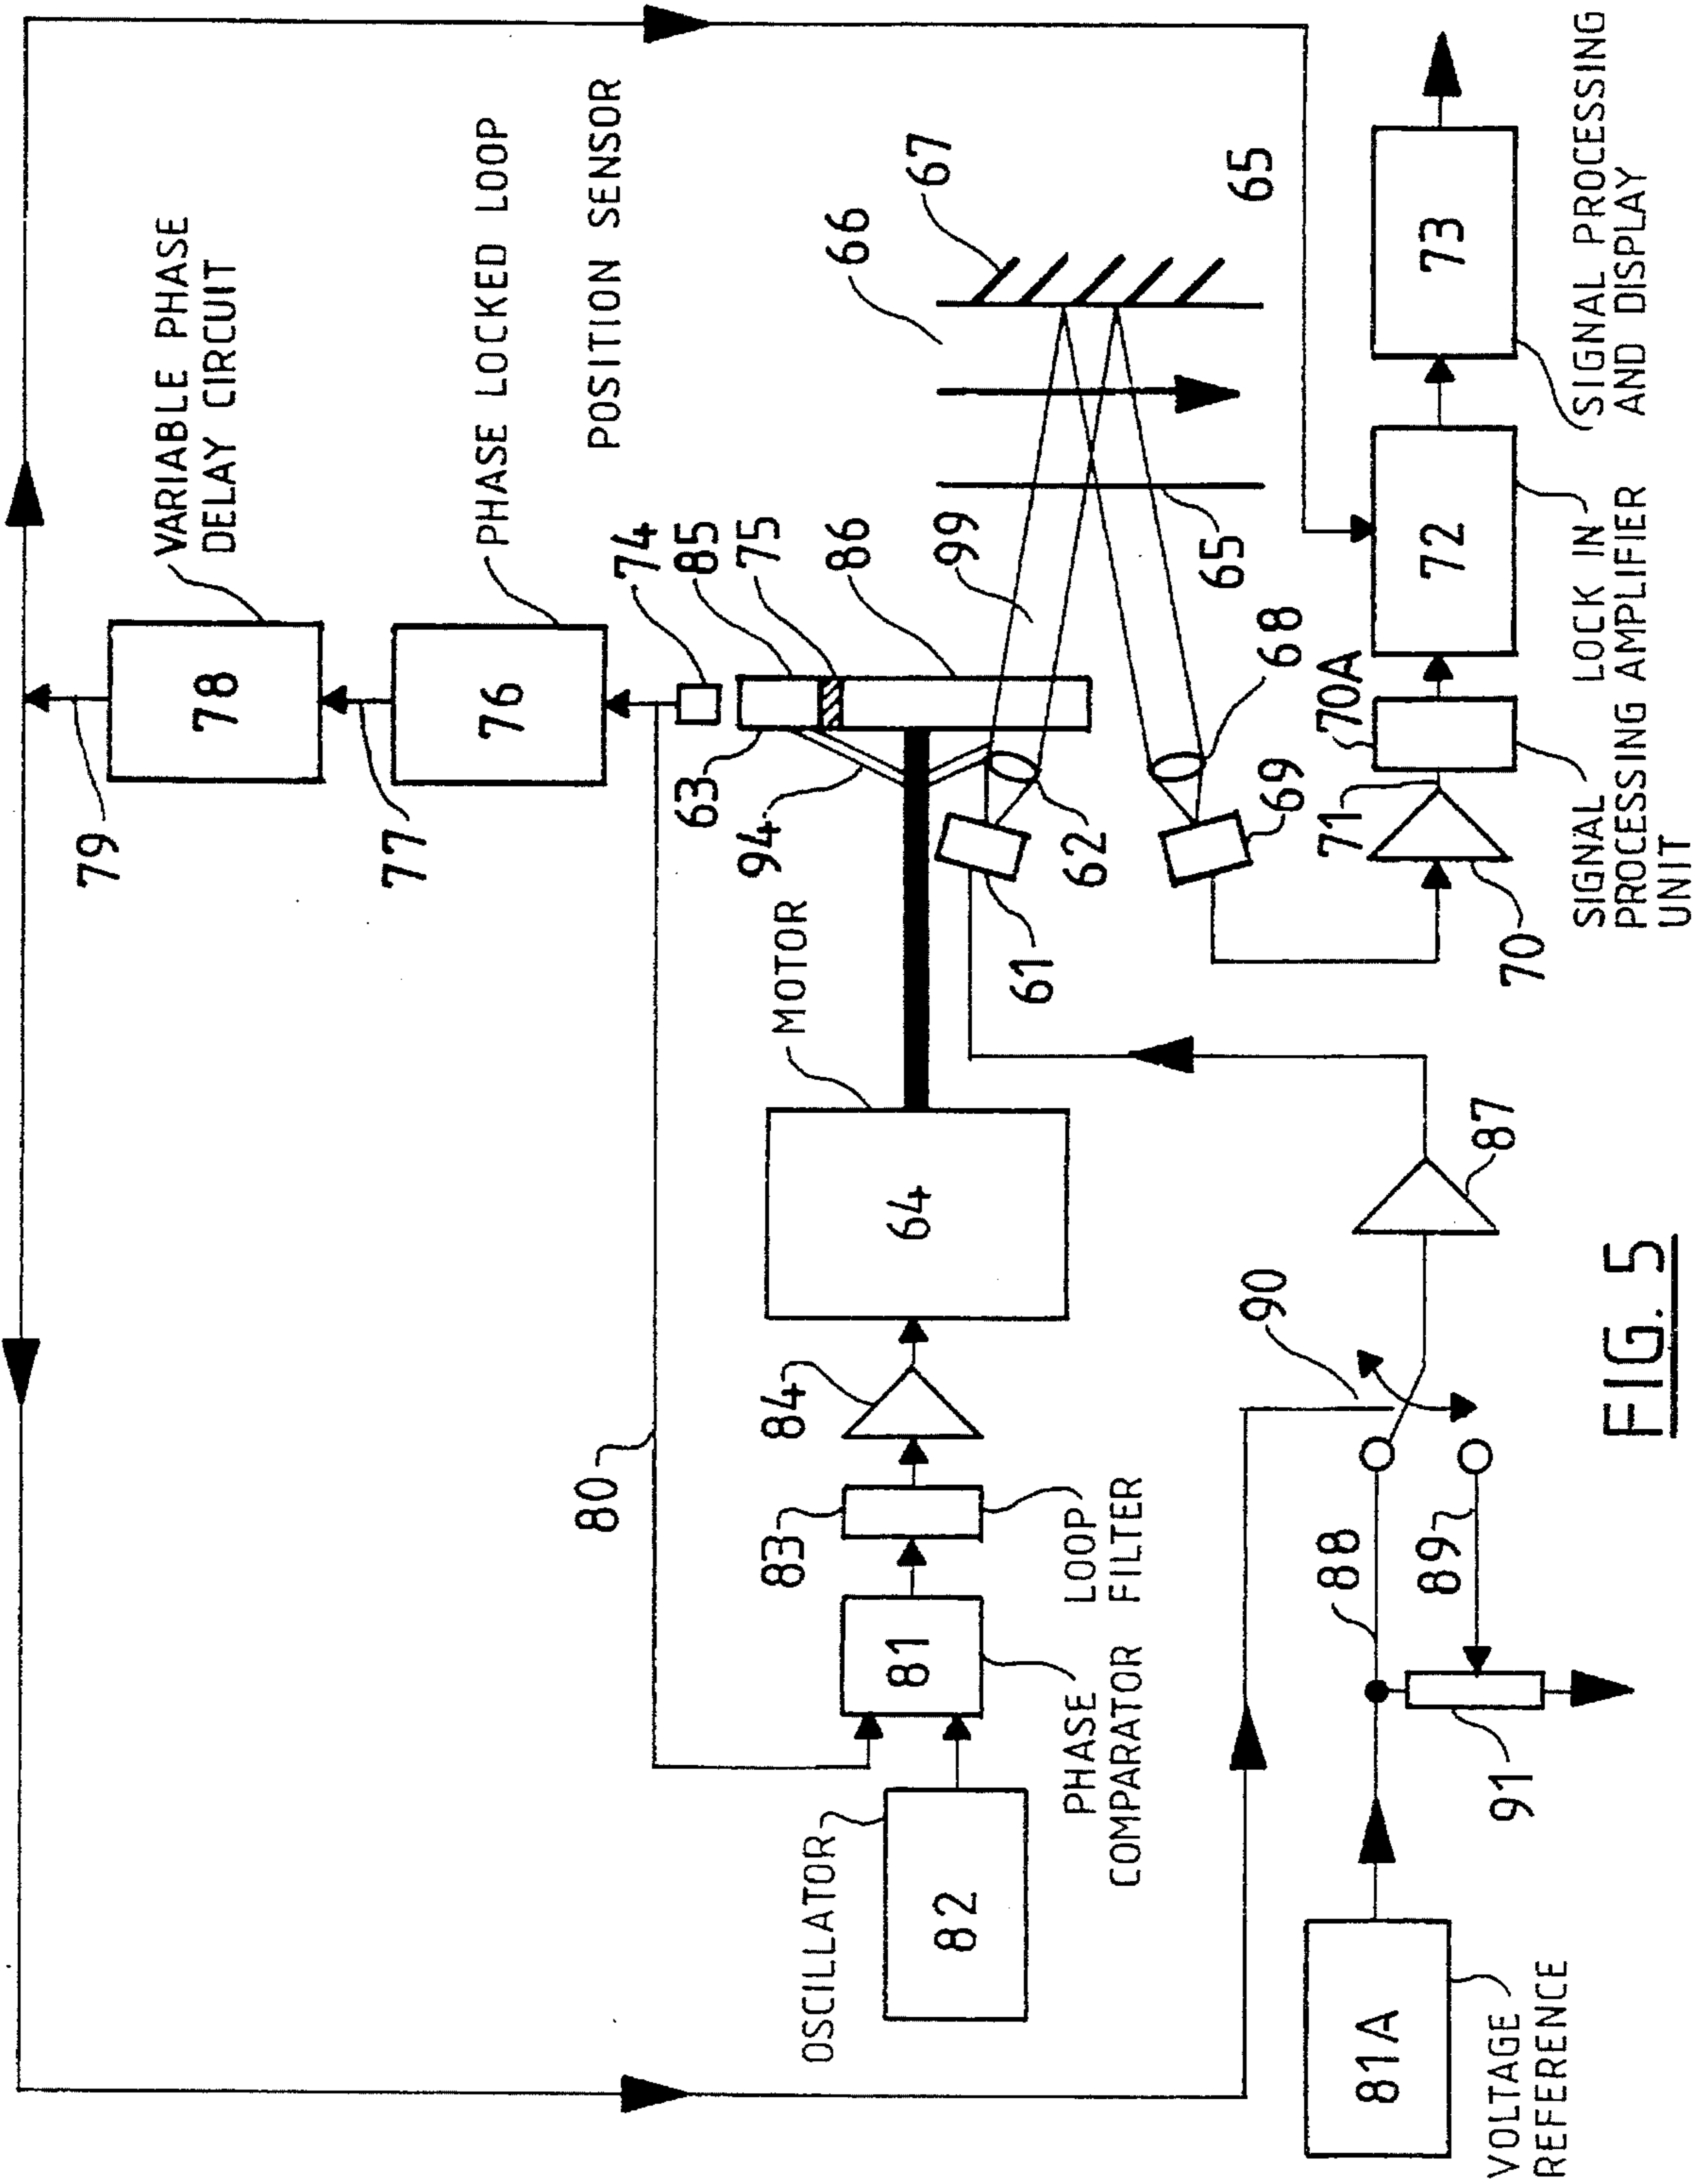 79
78
VARIABLE PHASE
DELAY CIRCUIT
77
76
PHASE LOCKED LOOP
POSITION SENSOR
80
74
63
85
75
86
94
99
66
67
65
65
OSCILLATOR
82
81
PHASE
COMPARATOR
83
LOOP
FILTER
84
64
MOTOR
61
62
68
69
81A
VOLTAGE
REFERENCE
88
89
91
90
87
70
71
70A
72
73
SIGNAL
PROCESSING
UNIT
LOCK IN
AMPLIFIER
SIGNAL PROCESSING
AND DISPLAY
FIG. 5